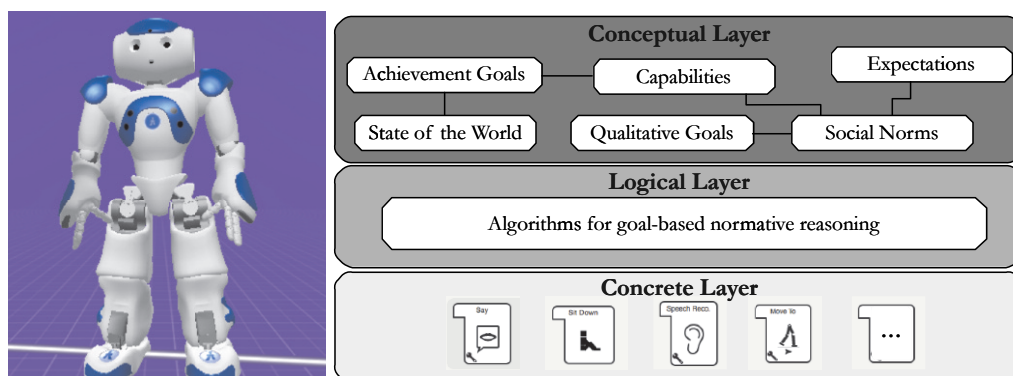 Conceptual Layer
Achievement Goals
Capabilities
Expectations
State of the World
Qualitative Goals
Social Norms
Logical Layer
Algorithms for goal-based normative reasoning
Concrete Layer
Say
Sit Down
Speech Reco.
Move To
...